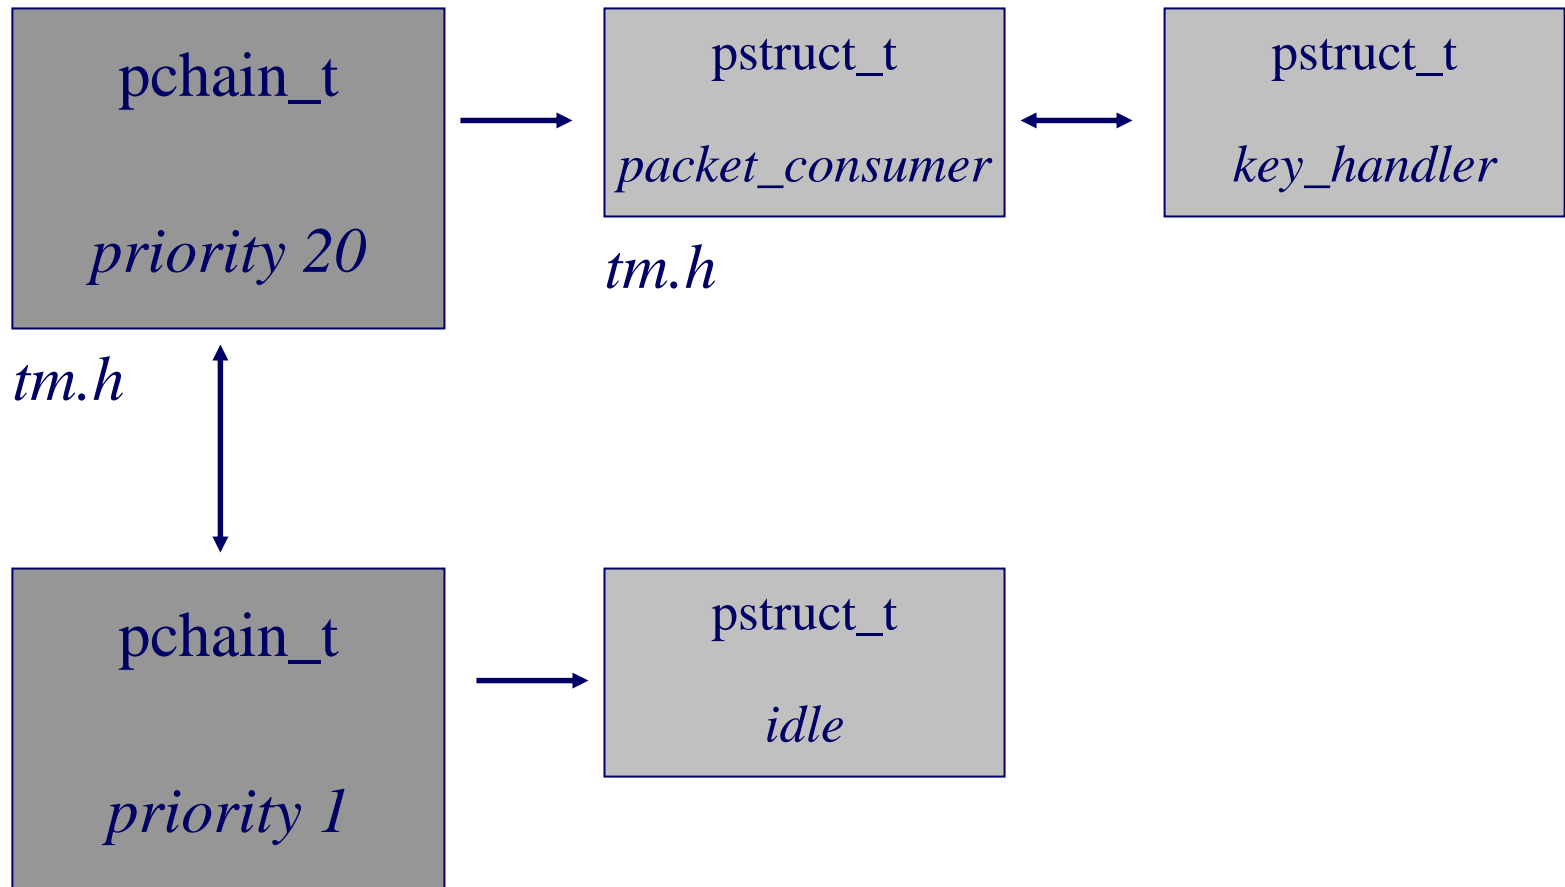 pchain_t
priority 20
tm.h
pstruct_t
packet_consumer
tm.h
pstruct_t
key_handler
pchain_t
priority 1
pstruct_t
idle